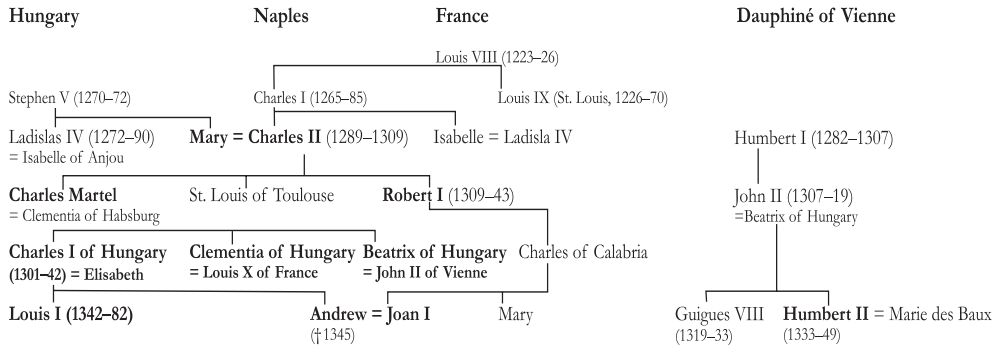 Hungary Naples France Dauphiné of Vienne
Louis VIII (1223–26)
Stephen V (1270–72) Charles I (1265–85) Louis IX (St. Louis, 1226–70)
Ladislas IV (1272–90) Mary = Charles II (1289–1309) Isabelle = Ladisla IV Humbert I (1282–1307)
= Isabelle of Anjou
Charles Martel St. Louis of Toulouse Robert I (1309–43) John II (1307–19)
= Clementia of Habsburg =Beatrix of Hungary
Charles I of Hungary Clementia of Hungary Beatrix of Hungary Charles of Calabria
(1301–42) = Elisabeth = Louis X of France = John II of Vienne
Louis I (1342–82) Andrew = Joan I Mary Guigues VIII Humbert II = Marie des Baux
(†1345) (1319–33) (1333–49)